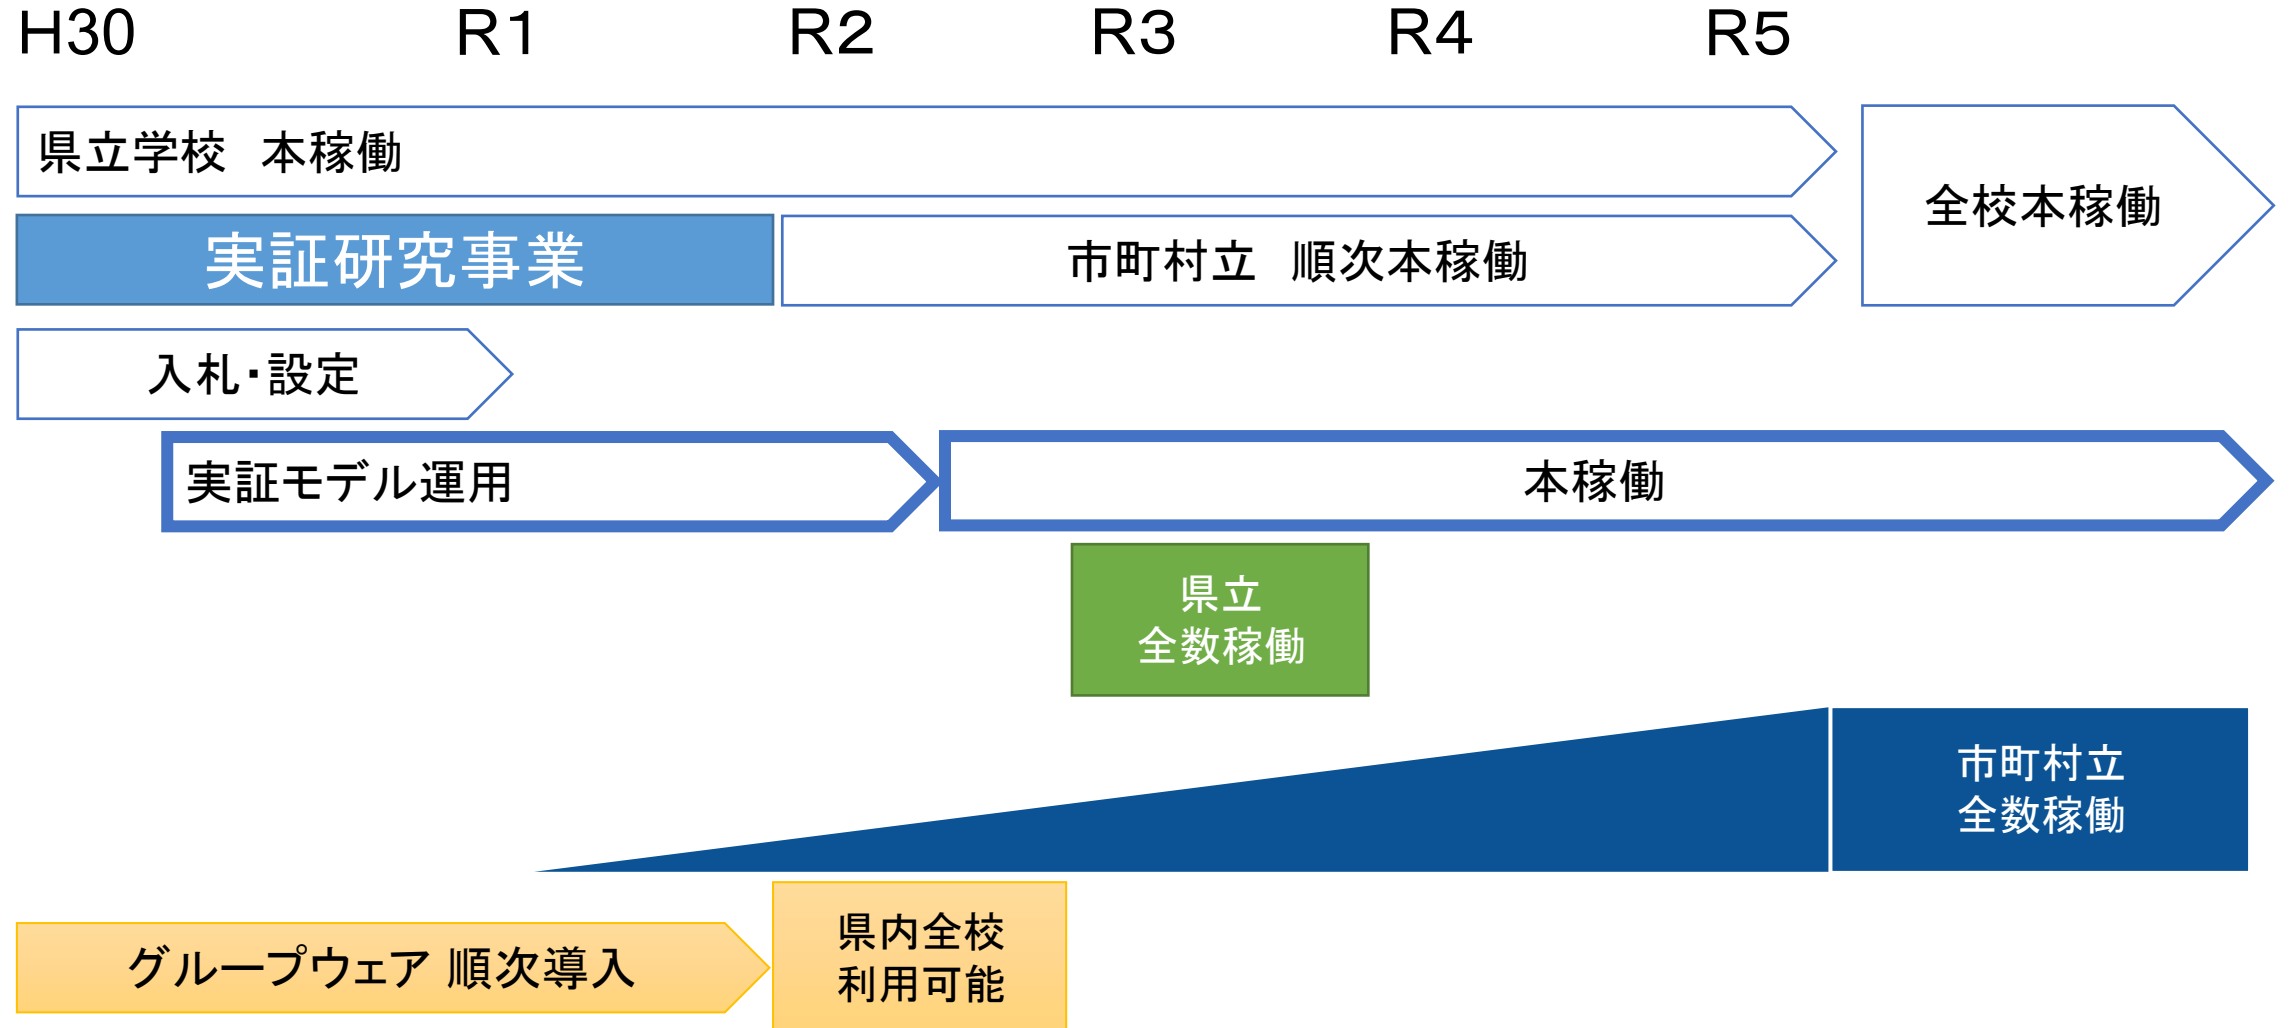 H30 R1 R2 R3 R4 R5
県立学校　本稼働
全校本稼働
実証研究事業
市町村立　順次本稼働
入札・設定
実証モデル運用
本稼働
県立
全数稼働
市町村立
全数稼働
グループウェア 順次導入
県内全校
利用可能